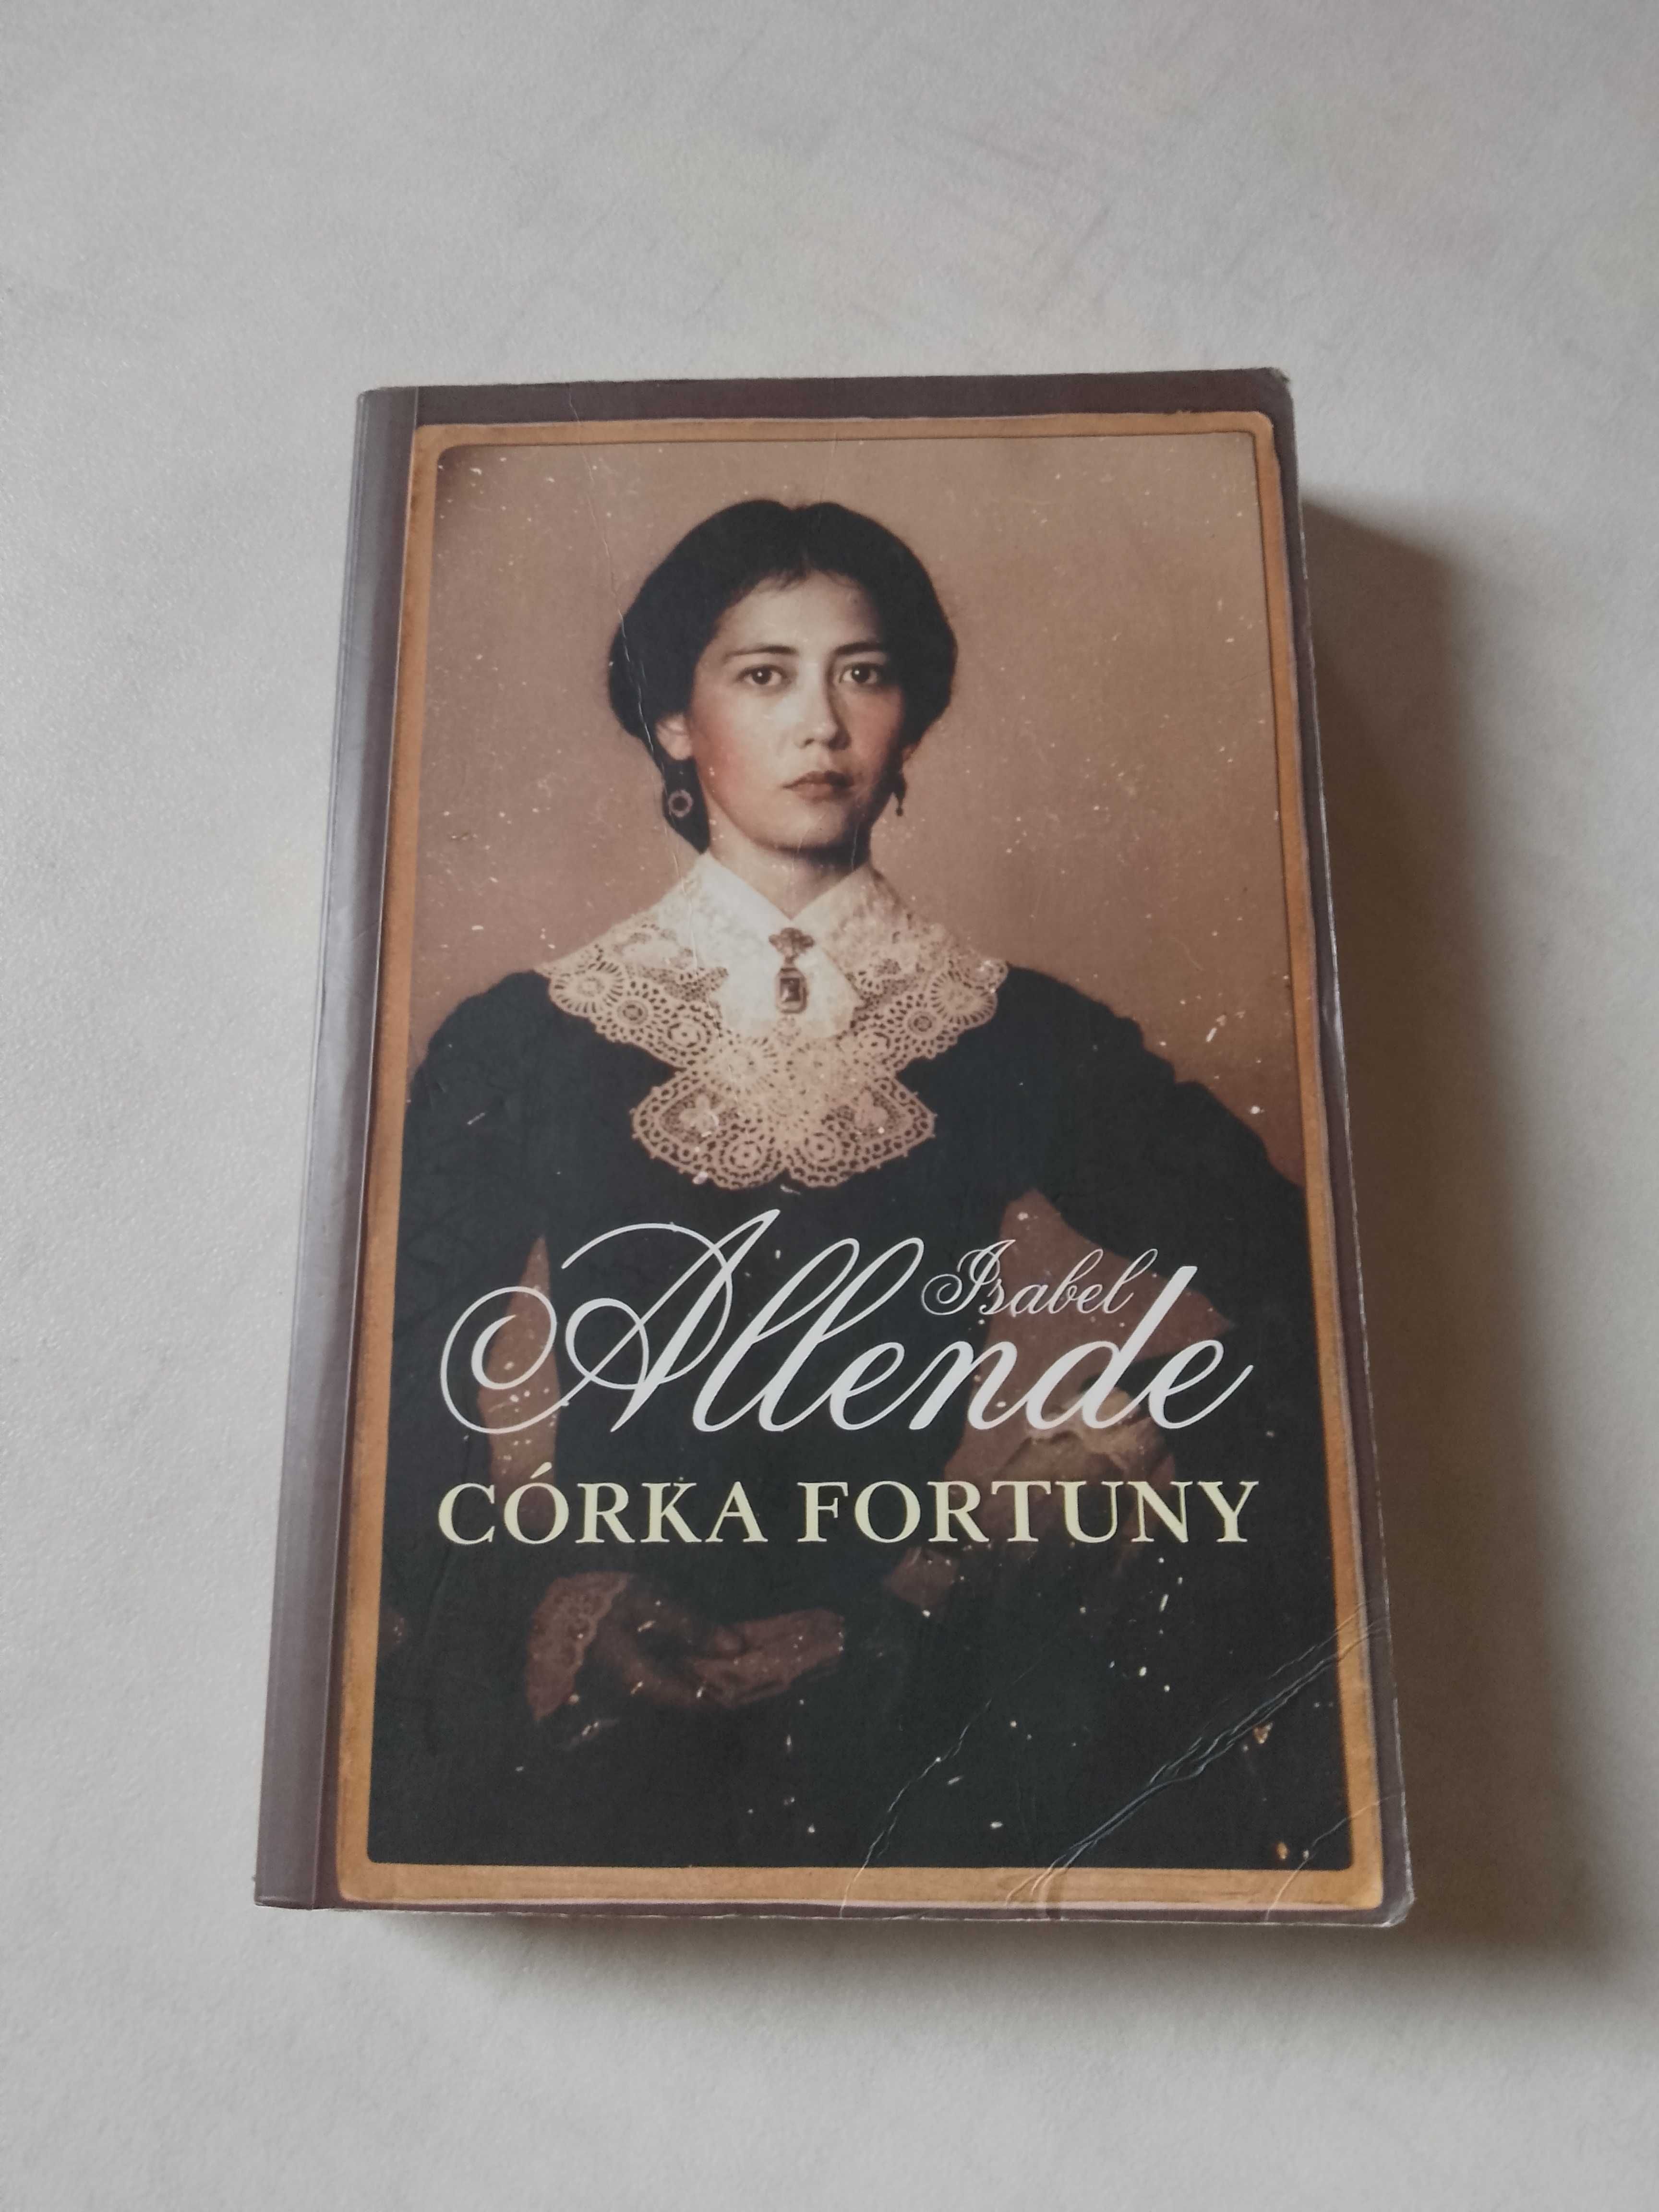 Isabel
Allende
CÓRKA FORTUNY